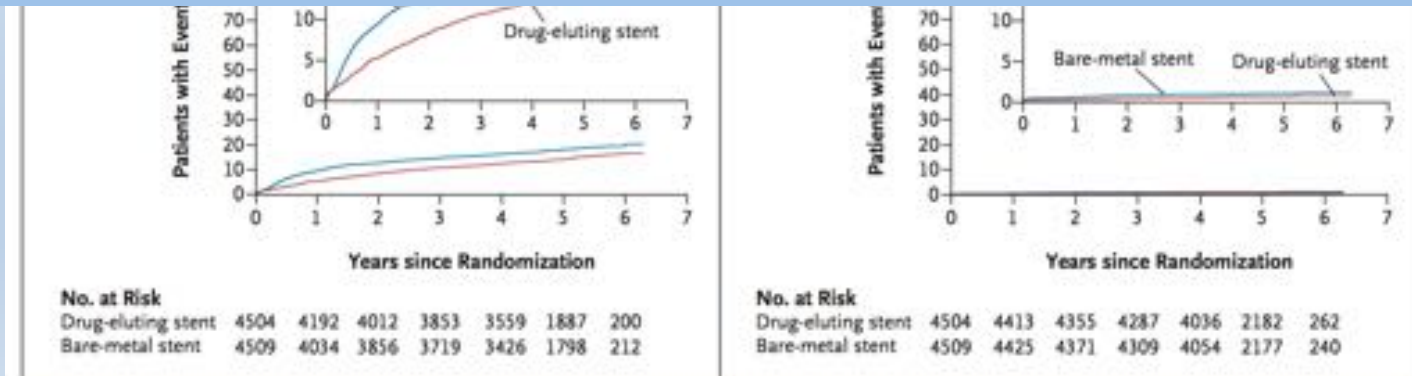 Patients with Even
70
60
50
40
30
20
10
0
10
5
0
Drug-eluting stent
0 1 2 3 4 5 6 7
0 1 2 3 4 5 6 7
Years since Randomization
No. at Risk
Drug-eluting stent 4504 4192 4012 3853 3559 1887 200
Bare-metal stent 4509 4034 3856 3719 3426 1798 212
Patients with Even
70
60
50
40
30
20
10
0
10
5
0
Bare-metal stent Drug-eluting stent
0 1 2 3 4 5 6 7
0 1 2 3 4 5 6 7
Years since Randomization
No. at Risk
Drug-eluting stent 4504 4413 4355 4287 4036 2182 262
Bare-metal stent 4509 4425 4371 4309 4054 2177 240